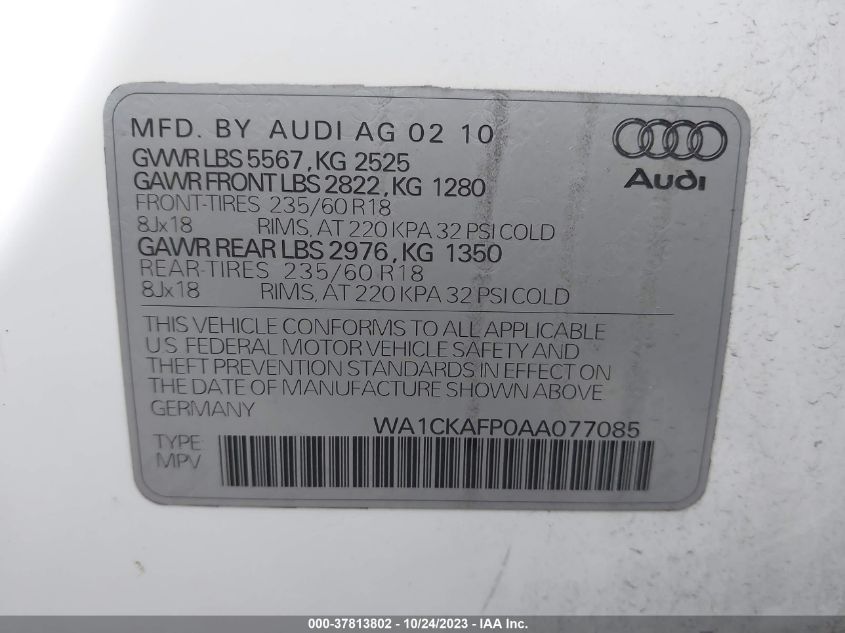 MFD. BY AUDI AG 02 10
GVWR LBS 5567, KG 2525
GAWR FRONT LBS 2822, KG 1280
FRONT-TIRES 235/60 R18
8Jx18 RIMS, AT 220 KPA 32 PSI COLD
GAWR REAR LBS 2976, KG 1350
REAR-TIRES 235/60 R18
8Jx18 RIMS, AT 220 KPA 32 PSI COLD
Audi
THIS VEHICLE CONFORMS TO ALL APPLICABLE
U.S. FEDERAL MOTOR VEHICLE SAFETY AND
THEFT PREVENTION STANDARDS IN EFFECT ON
THE DATE OF MANUFACTURE SHOWN ABOVE
GERMANY
WA1CKAFP0AA077085
TYPE:
MPV
000-37813802 - 10/24/2023 - IAA Inc.